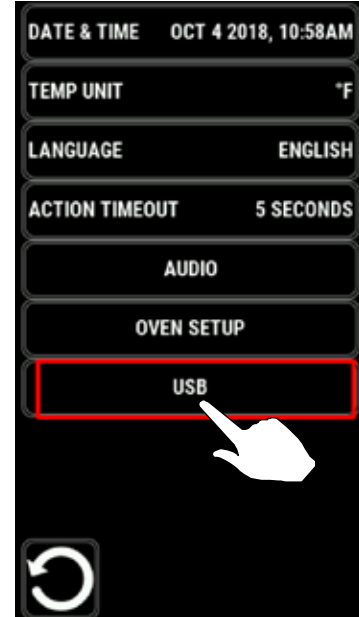 DATE & TIME OCT 4 2018, 10:58AM
TEMP UNIT °F
LANGUAGE ENGLISH
ACTION TIMEOUT 5 SECONDS
AUDIO
OVEN SETUP
USB